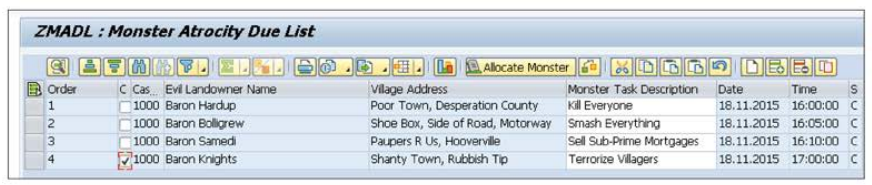 ZMADL : Monster Atrocity Due List
Allocate Monster
Order C Cas... Evil Landowner Name Village Address Monster Task Description Date Time S
1 1000 Baron Hardup Poor Town, Desperation County Kill Everyone 18.11.2015 16:00:00 C
2 1000 Baron Bolligrew Shoe Box, Side of Road, Motorway Smash Everything 18.11.2015 16:05:00 C
3 1000 Baron Samedi Paupers R Us, Hooverville Sell Sub-Prime Mortgages 18.11.2015 16:10:00 C
4 1000 Baron Knights Shanty Town, Rubbish Tip Terrorize Villagers 18.11.2015 17:00:00 C